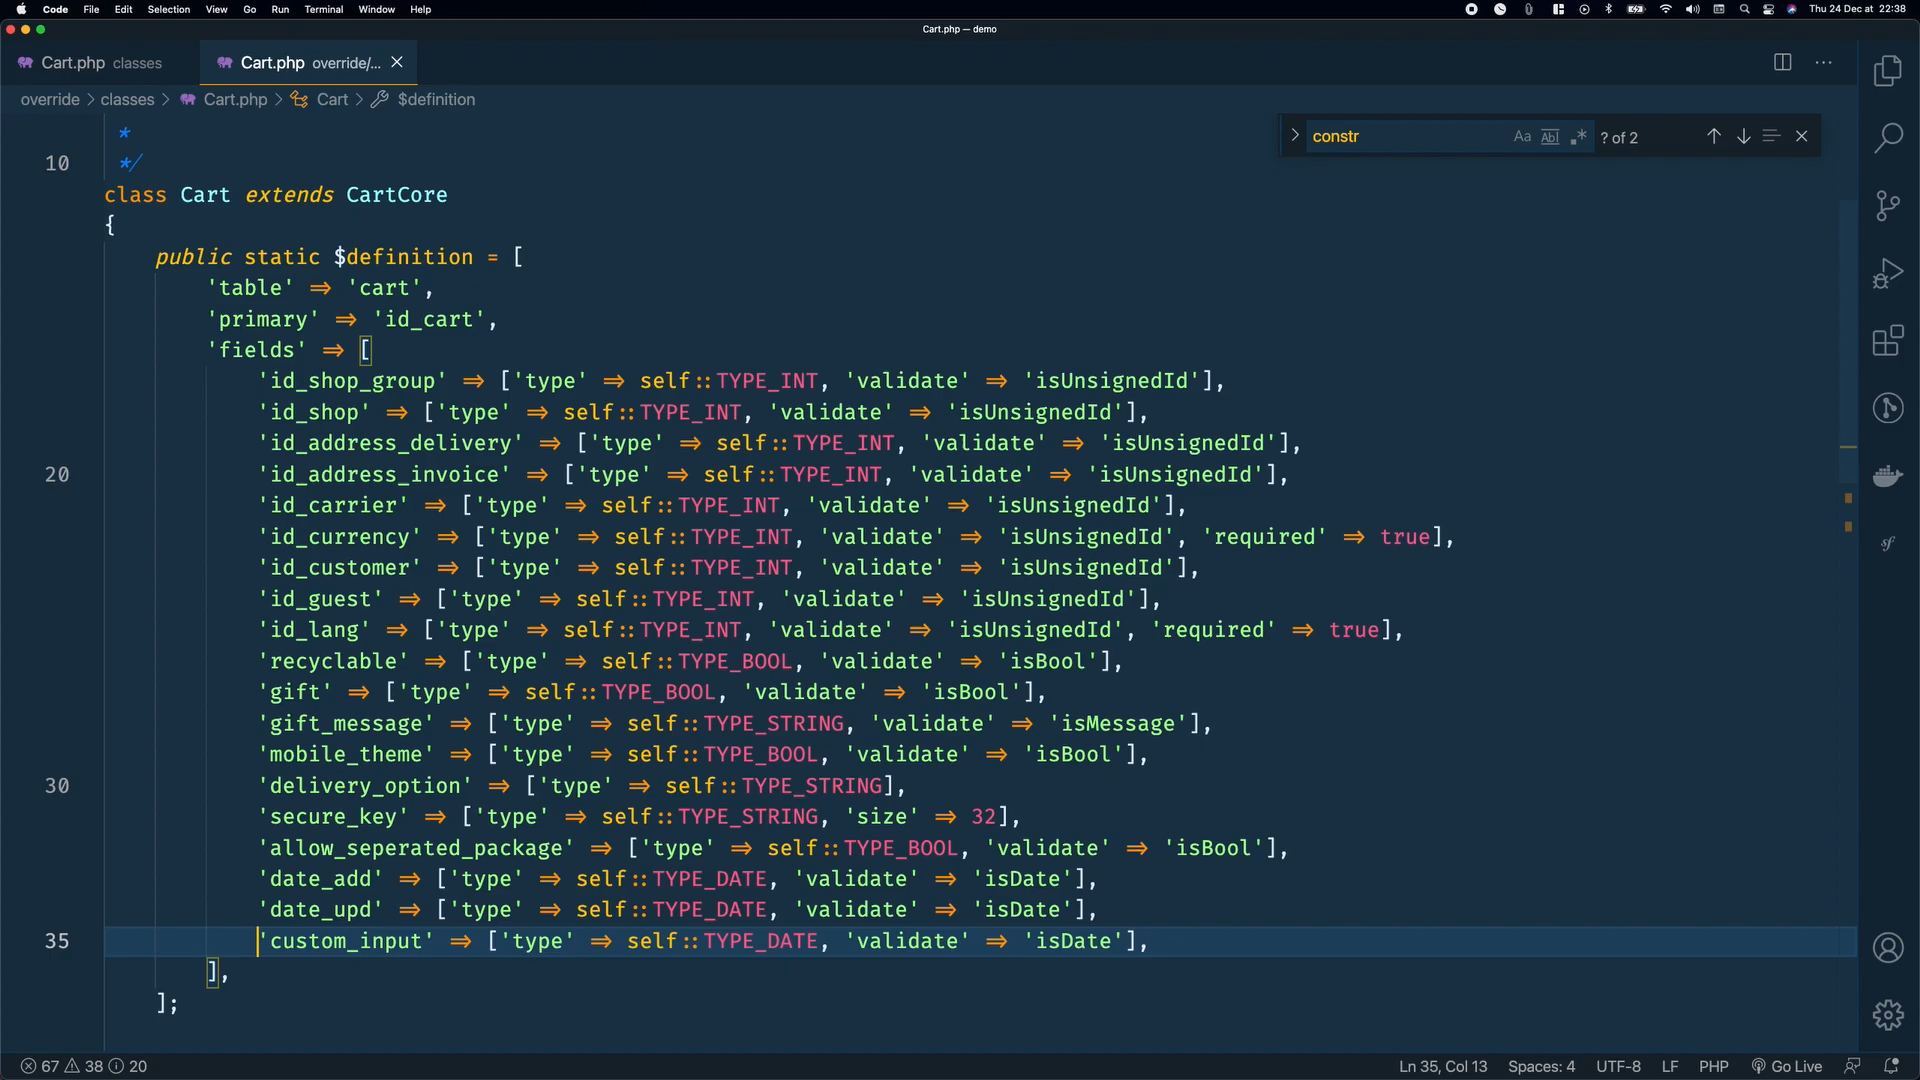 Code File Edit Selection View Go Run Terminal Window Help Thu 24 Dec at 22:38
Cart.php — demo
Cart.php classes Cart.php override/...
override > classes > Cart.php > Cart > $definition
constr ? of 2
*
10 */
class Cart extends CartCore
{
public static $definition = [
'table' => 'cart',
'primary' => 'id_cart',
'fields' => [
'id_shop_group' => ['type' => self::TYPE_INT, 'validate' => 'isUnsignedId'],
'id_shop' => ['type' => self::TYPE_INT, 'validate' => 'isUnsignedId'],
'id_address_delivery' => ['type' => self::TYPE_INT, 'validate' => 'isUnsignedId'],
20 'id_address_invoice' => ['type' => self::TYPE_INT, 'validate' => 'isUnsignedId'],
'id_carrier' => ['type' => self::TYPE_INT, 'validate' => 'isUnsignedId'],
'id_currency' => ['type' => self::TYPE_INT, 'validate' => 'isUnsignedId', 'required' => true],
'id_customer' => ['type' => self::TYPE_INT, 'validate' => 'isUnsignedId'],
'id_guest' => ['type' => self::TYPE_INT, 'validate' => 'isUnsignedId'],
'id_lang' => ['type' => self::TYPE_INT, 'validate' => 'isUnsignedId', 'required' => true],
'recyclable' => ['type' => self::TYPE_BOOL, 'validate' => 'isBool'],
'gift' => ['type' => self::TYPE_BOOL, 'validate' => 'isBool'],
'gift_message' => ['type' => self::TYPE_STRING, 'validate' => 'isMessage'],
'mobile_theme' => ['type' => self::TYPE_BOOL, 'validate' => 'isBool'],
30 'delivery_option' => ['type' => self::TYPE_STRING],
'secure_key' => ['type' => self::TYPE_STRING, 'size' => 32],
'allow_seperated_package' => ['type' => self::TYPE_BOOL, 'validate' => 'isBool'],
'date_add' => ['type' => self::TYPE_DATE, 'validate' => 'isDate'],
'date_upd' => ['type' => self::TYPE_DATE, 'validate' => 'isDate'],
35 'custom_input' => ['type' => self::TYPE_DATE, 'validate' => 'isDate'],
],
];
67 38 20 Ln 35, Col 13 Spaces: 4 UTF-8 LF PHP Go Live